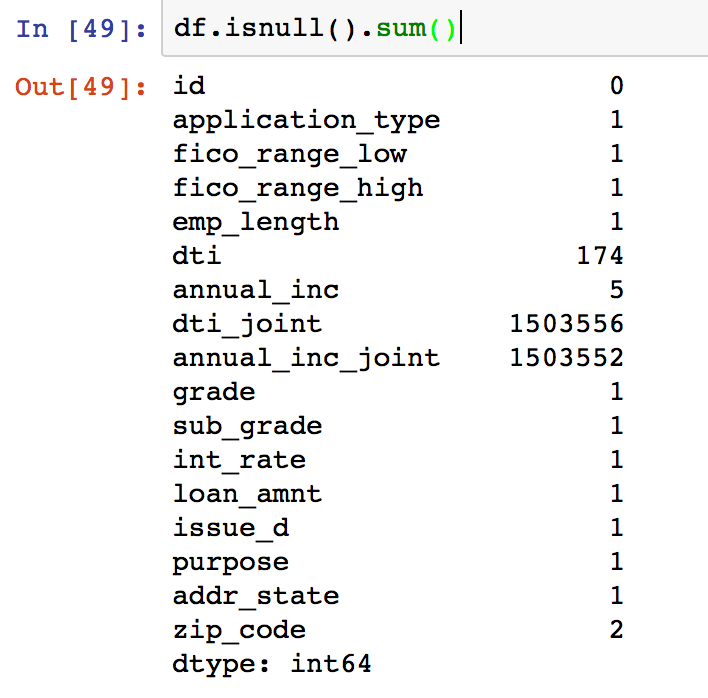 In [49]: df.isnull().sum()
Out[49]: id 0
application_type 1
fico_range_low 1
fico_range_high 1
emp_length 1
dti 174
annual_inc 5
dti_joint 1503556
annual_inc_joint 1503552
grade 1
sub_grade 1
int_rate 1
loan_amnt 1
issue_d 1
purpose 1
addr_state 1
zip_code 2
dtype: int64